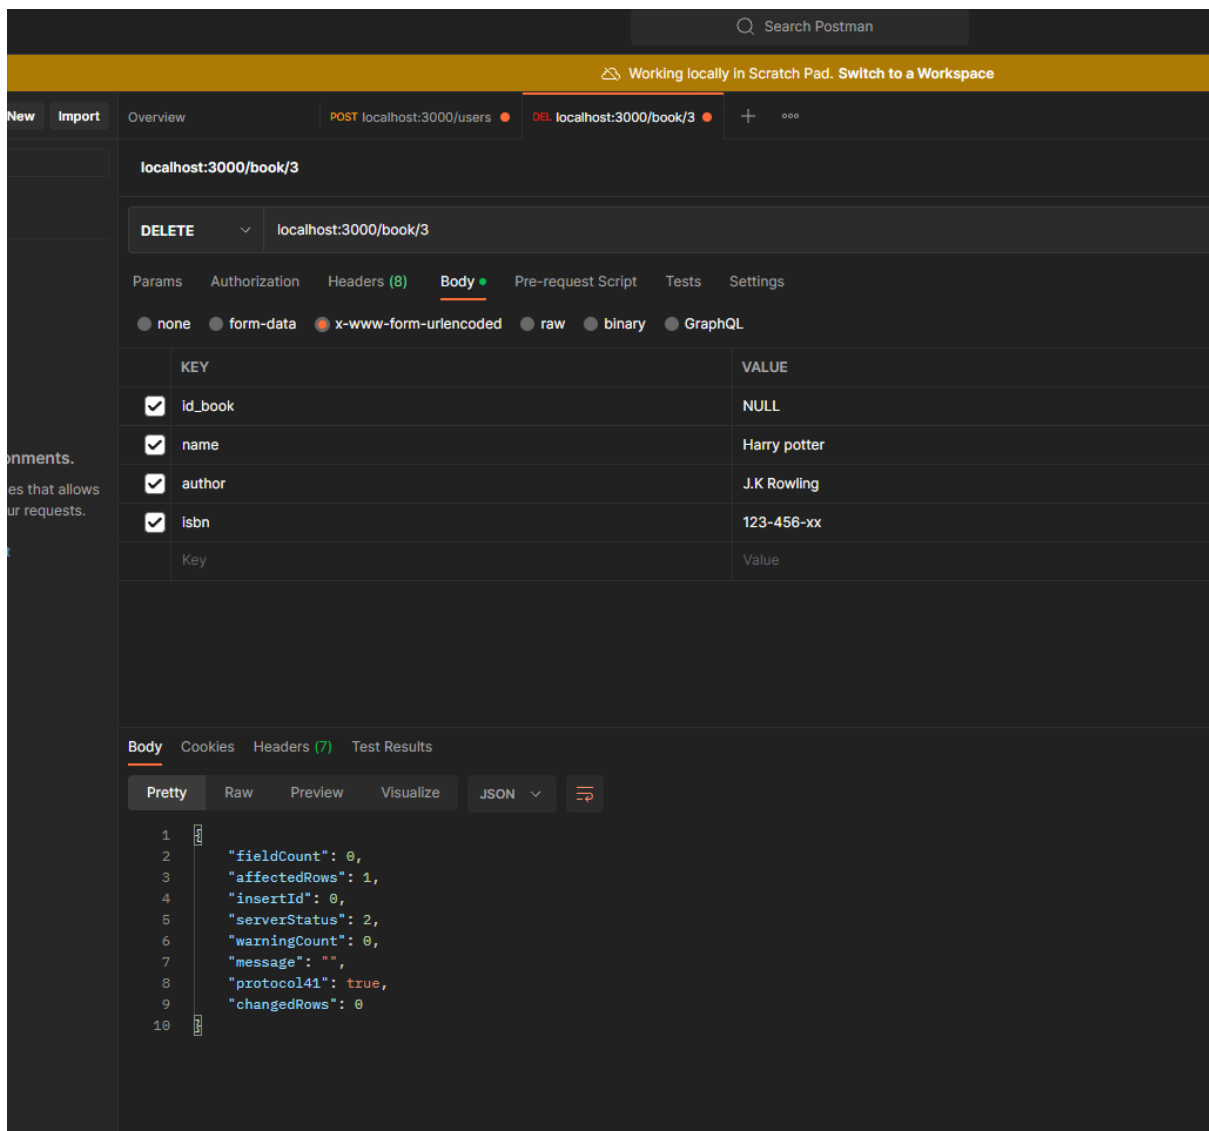 Search Postman
Working locally in Scratch Pad. Switch to a Workspace
New Import Overview POST localhost:3000/users DEL localhost:3000/book/3
localhost:3000/book/3
DELETE localhost:3000/book/3
Params Authorization Headers (8) Body Pre-request Script Tests Settings
none form-data x-www-form-urlencoded raw binary GraphQL
KEY VALUE
id_book NULL
name Harry potter
onments.
author J.K Rowling
es that allows
ur requests.
isbn 123-456-xx
Key Value
Body Cookies Headers (7) Test Results
Pretty Raw Preview Visualize JSON
1 {
2 "fieldCount": 0,
3 "affectedRows": 1,
4 "insertId": 0,
5 "serverStatus": 2,
6 "warningCount": 0,
7 "message": "",
8 "protocol41": true,
9 "changedRows": 0
10 }